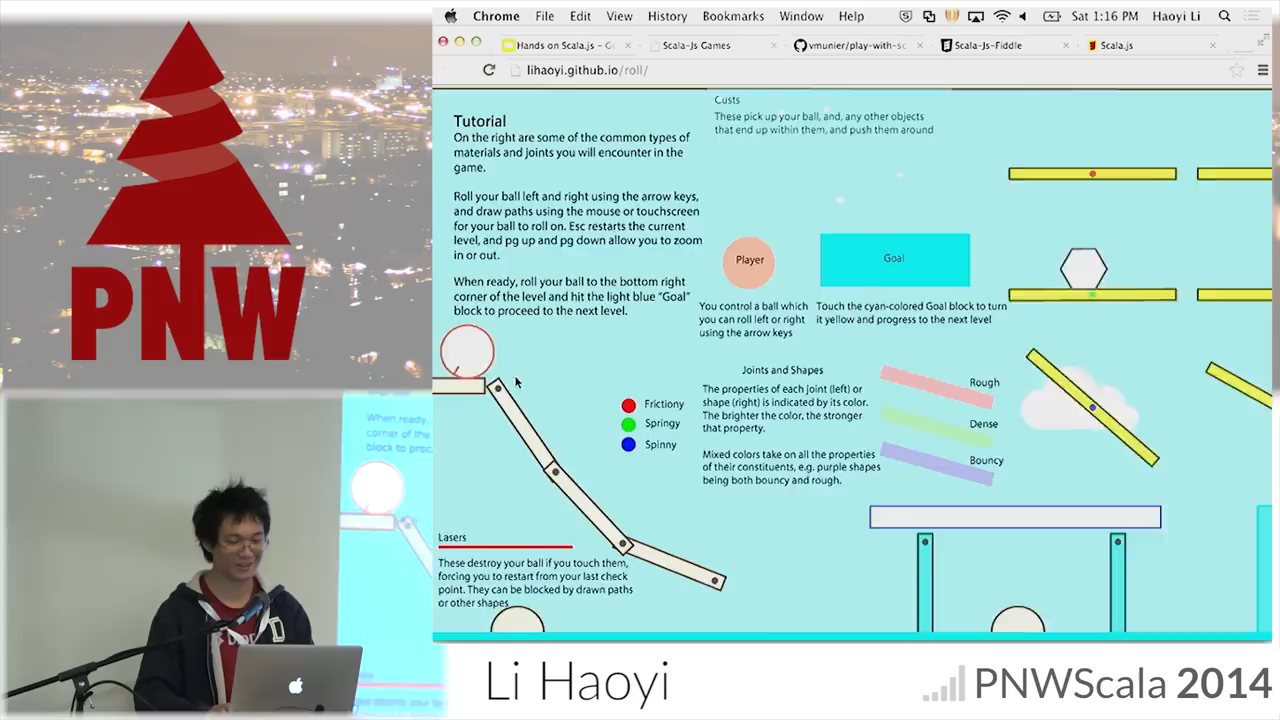 PNW
Chrome File Edit View History Bookmarks Window Help Sat 1:16 PM Haoyi Li
Hands on Scala.js - G
Scala-Js Games
vmunier/play-with-sc
Scala-Js-Fiddle
Scala.js
lihaoyi.github.io/roll/
Tutorial
On the right are some of the common types of
materials and joints you will encounter in the
game.
Roll your ball left and right using the arrow keys,
and draw paths using the mouse or touchscreen
for your ball to roll on. Esc restarts the current
level, and pg up and pg down allow you to zoom
in or out.
When ready, roll your ball to the bottom right
corner of the level and hit the light blue "Goal"
block to proceed to the next level.
Gusts
These pick up your ball, and, any other objects
that end up within them, and push them around
Player
Goal
You control a ball which
you can roll left or right
using the arrow keys
Touch the cyan-colored Goal block to turn
it yellow and progress to the next level
Frictiony
Springy
Spinny
Joints and Shapes
The properties of each joint (left) or
shape (right) is indicated by its color.
The brighter the color, the stronger
that property.
Mixed colors take on all the properties
of their constituents, e.g. purple shapes
being both bouncy and rough.
Rough
Dense
Bouncy
Lasers
These destroy your ball if you touch them,
forcing you to restart from your last check
point. They can be blocked by drawn paths
or other shapes
When ready,
corner of the
block to proc
Li Haoyi
PNWScala 2014